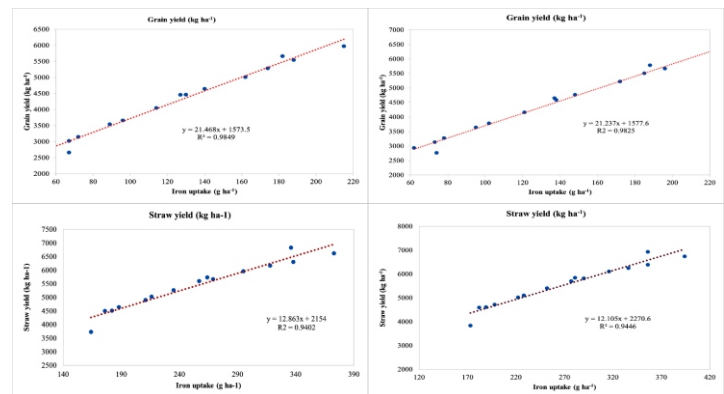 Grain yield (kg ha⁻¹)
6500
6000
5500
5000
4500
4000
3500
3000
2500
2000
Grain yield (kg ha⁻¹)
y = 21.468x + 1573.5
R² = 0.9849
60 80 100 120 140 160 180 200 220
Iron uptake (g ha⁻¹)
Grain yield (kg ha⁻¹)
7000
6500
6000
5500
5000
4500
4000
3500
3000
2500
2000
Grain yield (kg ha⁻¹)
y = 21.237x + 1577.6
R2 = 0.9825
60 80 100 120 140 160 180 200 220
Iron uptake (g ha⁻¹)
Straw yield (kg ha-1)
7500
7000
6500
6000
5500
5000
4500
4000
3500
3000
2500
Straw yield (kg ha-1)
y = 12.863x + 2154
R2 = 0.9402
140 190 240 290 340 390
Iron uptake (g ha-1)
Straw yield (kg ha⁻¹)
8000
7000
6000
5000
4000
3000
2000
Straw yield (kg ha⁻¹)
y = 12.105x + 2270.6
R² = 0.9446
120 170 220 270 320 370 420
Iron uptake (g ha⁻¹)